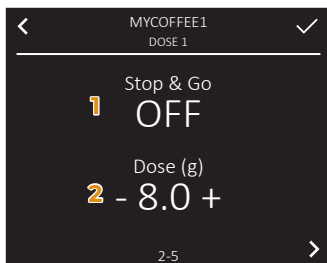 MYCOFFEE1
DOSE 1
Stop & Go
1 OFF
Dose (g)
2 - 8.0 +
2-5